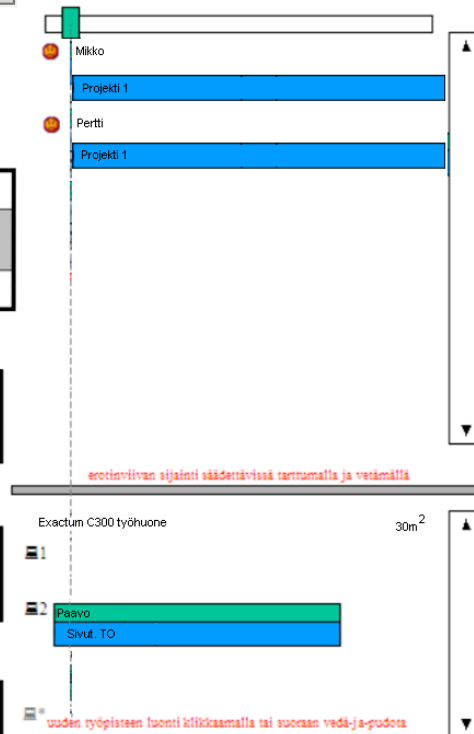 Mikko
Projekti 1
Pertti
Projekti 1
erotinviivan sijainti säädettävissä tarttumalla ja vetämällä
Exactum C300 työhuone 30m²
1
2 Paavo
Sivut. TO
*
uuden työpisteen luonti klikkaamalla tai suoraan vedä-ja-pudota